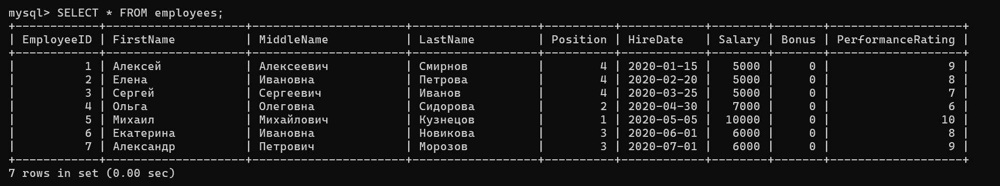 mysql> SELECT * FROM employees;
+------------+--------------------+----------------------+------------------+----------+------------+--------+-------+-------------------+
| EmployeeID | FirstName          | MiddleName           | LastName         | Position | HireDate   | Salary | Bonus | PerformanceRating |
+------------+--------------------+----------------------+------------------+----------+------------+--------+-------+-------------------+
|          1 | Алексей            | Алексеевич           | Смирнов          |        4 | 2020-01-15 |   5000 |     0 |                 9 |
|          2 | Елена              | Ивановна             | Петрова          |        4 | 2020-02-20 |   5000 |     0 |                 8 |
|          3 | Сергей             | Сергеевич            | Иванов           |        4 | 2020-03-25 |   5000 |     0 |                 7 |
|          4 | Ольга              | Олеговна             | Сидорова         |        2 | 2020-04-30 |   7000 |     0 |                 6 |
|          5 | Михаил             | Михайлович           | Кузнецов         |        1 | 2020-05-05 |  10000 |     0 |                10 |
|          6 | Екатерина          | Ивановна             | Новикова         |        3 | 2020-06-01 |   6000 |     0 |                 8 |
|          7 | Александр          | Петрович             | Морозов          |        3 | 2020-07-01 |   6000 |     0 |                 9 |
+------------+--------------------+----------------------+------------------+----------+------------+--------+-------+-------------------+
7 rows in set (0.00 sec)